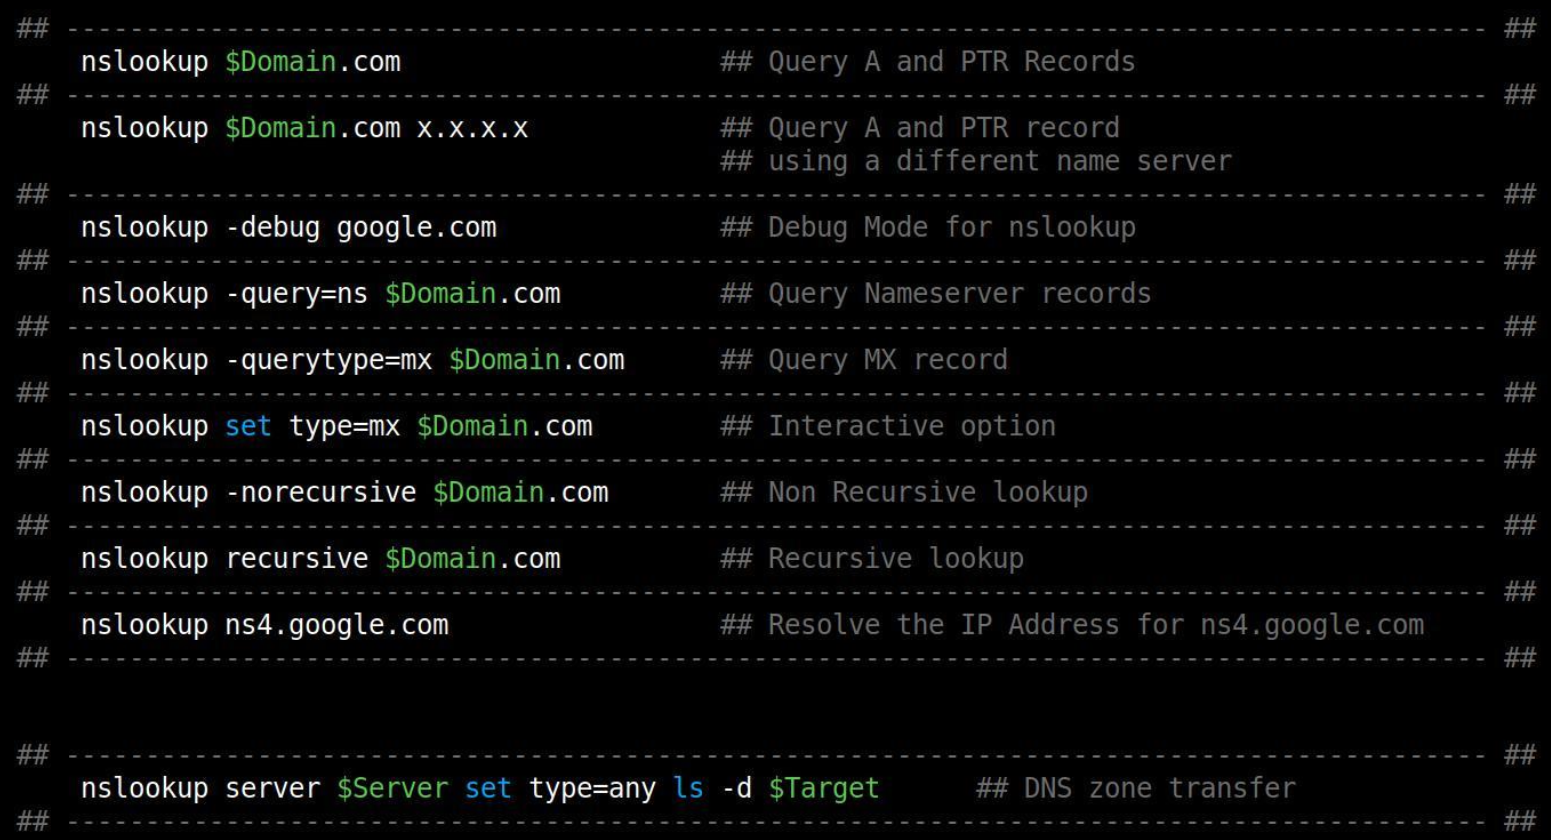 ## ----------------------------------------------------------------------------------------- ##
nslookup $Domain.com ## Query A and PTR Records
## ----------------------------------------------------------------------------------------- ##
nslookup $Domain.com x.x.x.x ## Query A and PTR record
## using a different name server
## ----------------------------------------------------------------------------------------- ##
nslookup -debug google.com ## Debug Mode for nslookup
## ----------------------------------------------------------------------------------------- ##
nslookup -query=ns $Domain.com ## Query Nameserver records
## ----------------------------------------------------------------------------------------- ##
nslookup -querytype=mx $Domain.com ## Query MX record
## ----------------------------------------------------------------------------------------- ##
nslookup set type=mx $Domain.com ## Interactive option
## ----------------------------------------------------------------------------------------- ##
nslookup -norecursive $Domain.com ## Non Recursive lookup
## ----------------------------------------------------------------------------------------- ##
nslookup recursive $Domain.com ## Recursive lookup
## ----------------------------------------------------------------------------------------- ##
nslookup ns4.google.com ## Resolve the IP Address for ns4.google.com
## ----------------------------------------------------------------------------------------- ##
## ----------------------------------------------------------------------------------------- ##
nslookup server $Server set type=any ls -d $Target ## DNS zone transfer
## ----------------------------------------------------------------------------------------- ##